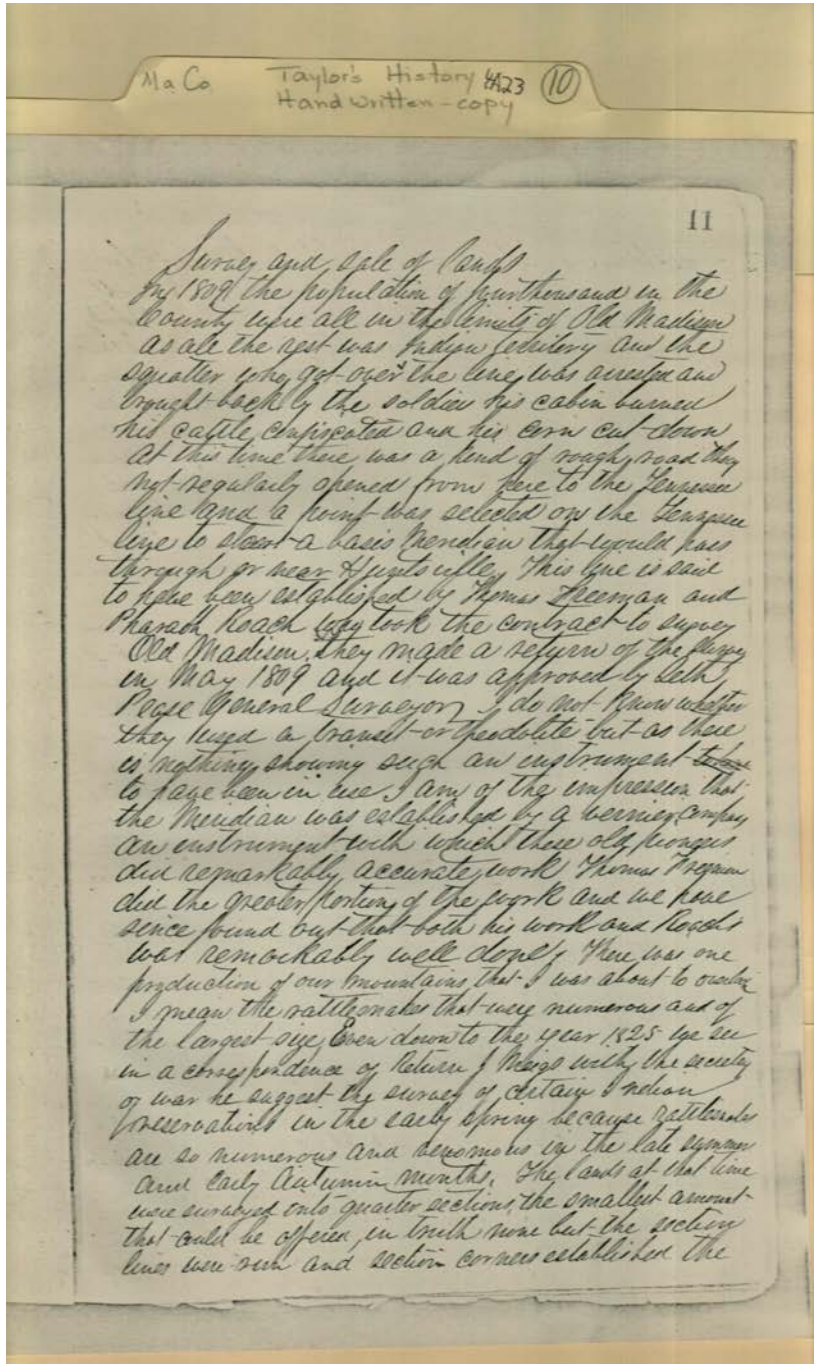 Ma Co Taylor's History 4A23 10
Handwritten-copy
11
Survey and sale of lands
In 1809 the population of four thousand in the
County were all in the limits of Old Madison
as all the rest was Indian territory and the
squatter who got over the line was arrested and
brought back by the soldiers his cabin burned
his cattle confiscated and his corn cut down
At this time there was a kind of rough road
not regularly opened from here to the Tennessee
line and a point was selected on the Tennessee
line to start a basis Meridian that would pass
through or near Huntsville, This line is said
to have been established by Thomas Freeman and
Pharaoh Roach who took the contract to survey
Old Madison. They made a return of the survey
in May 1809 and it was approved by Seth
Pease General Surveyor, I do not know whether
they used a transit or theodolite but as there
is nothing showing such an instrument
to have been in use I am of the impression that
the Meridian was established by a vernier compass
an instrument with which these old pioneers
did remarkably accurate work Thomas Freeman
did the greater portion of the work and we have
since found out that both his work and Roach's
was remarkably well done, There was one
production of our mountains that I was about to
I mean the rattlesnakes that were numerous and of
the largest size, Even down to the year 1825 we see
in a correspondence of Return J Meigs with the secretary
of war he suggest the survey of certain Indian
reservations in the early spring because rattlesnakes
are so numerous and venomous in the late summer
and early Autumn months. The lands at that time
were surveyed into quarter sections, the smallest amount
that could be offered, in truth none but the section
lines were run and section corners established the